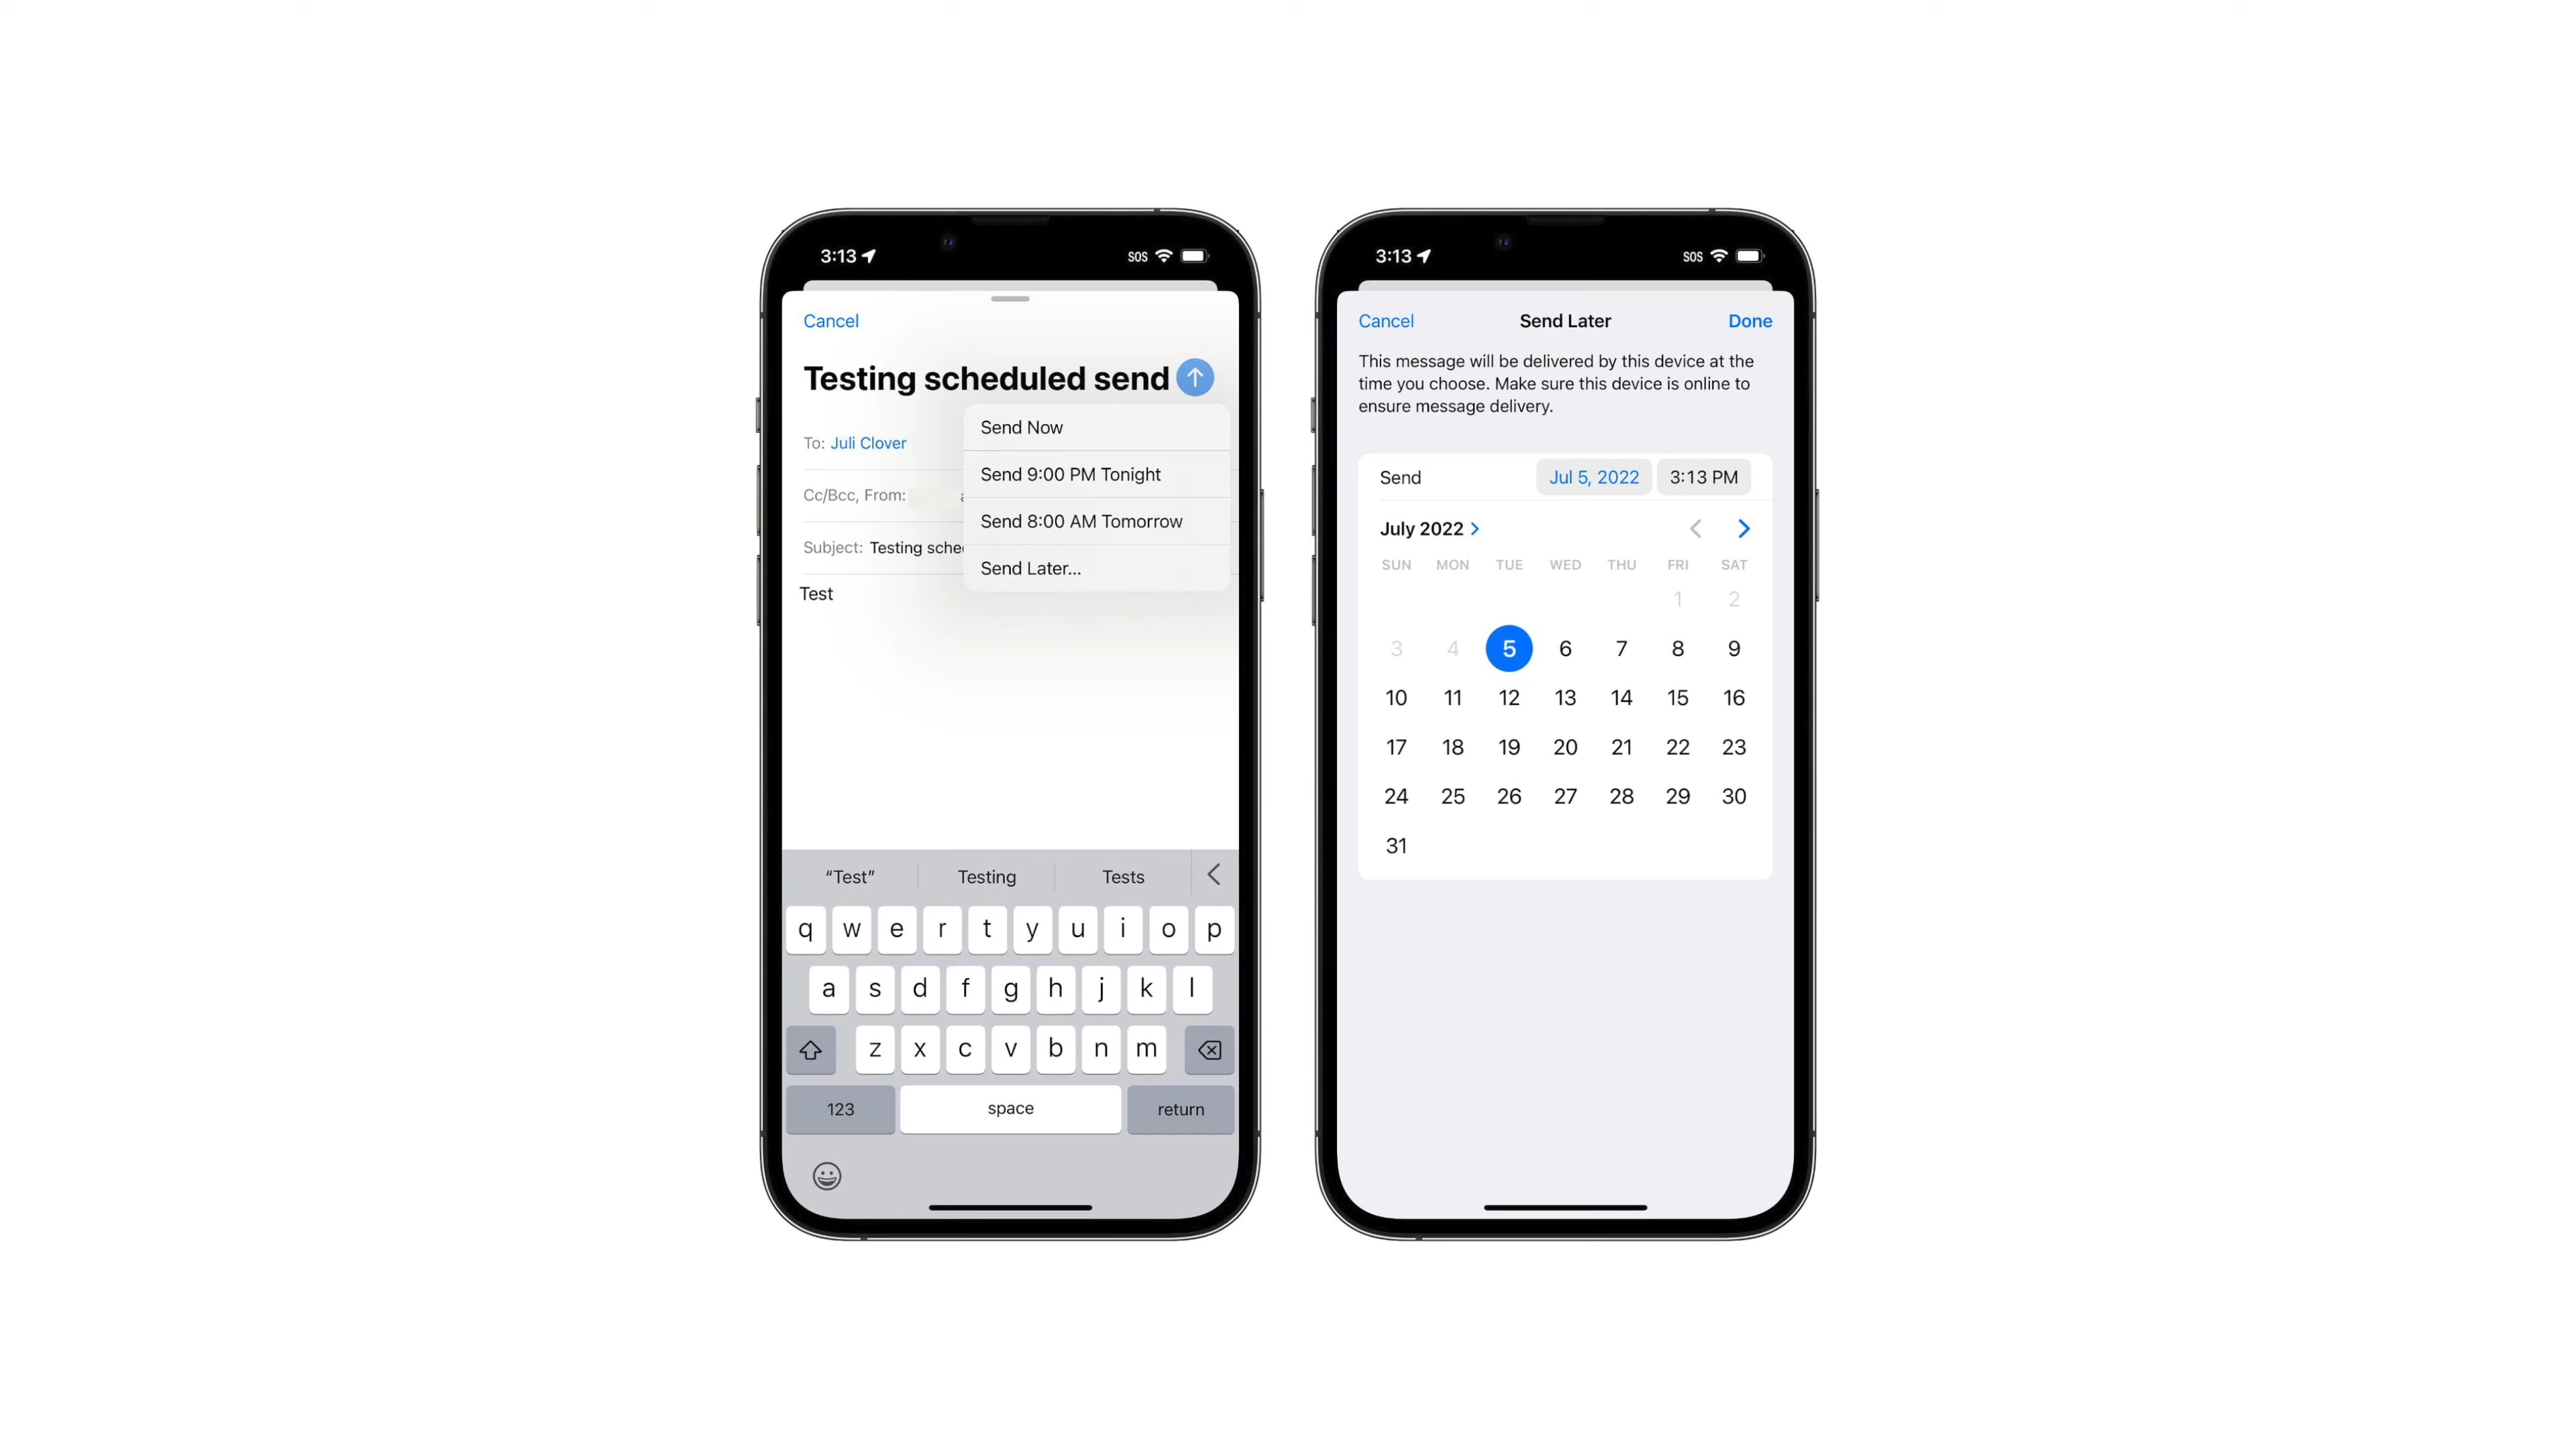 3:13
SOS
Cancel
Testing scheduled send
Send Now
To: Juli Clover
Send 9:00 PM Tonight
Cc/Bcc, From:
Send 8:00 AM Tomorrow
Subject: Testing sche
Send Later...
Test
“Test” Testing Tests
q w e r t y u i o p
a s d f g h j k l
z x c v b n m
123 space return
3:13
SOS
Cancel Send Later Done
This message will be delivered by this device at the
time you choose. Make sure this device is online to
ensure message delivery.
Send Jul 5, 2022 3:13 PM
July 2022
SUN MON TUE WED THU FRI SAT
1 2
3 4 5 6 7 8 9
10 11 12 13 14 15 16
17 18 19 20 21 22 23
24 25 26 27 28 29 30
31